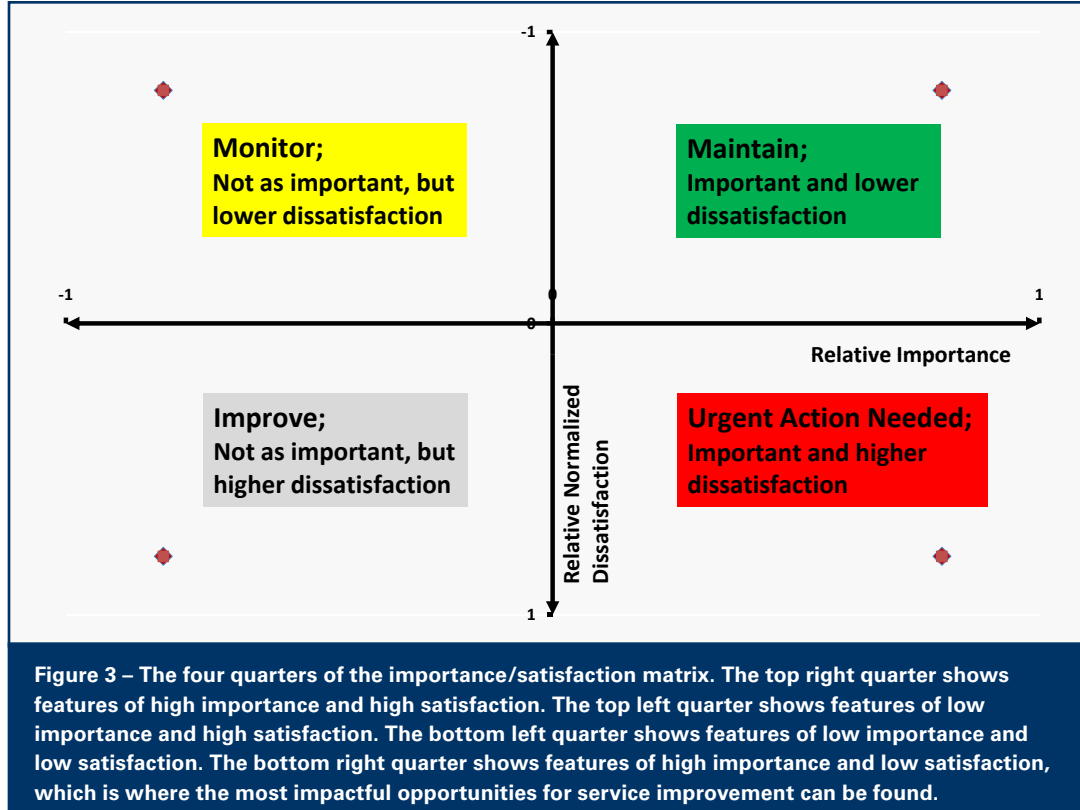 -1
Monitor;
Not as important, but
lower dissatisfaction
Maintain;
Important and lower
dissatisfaction
-1
0
1
0
Relative Importance
Improve;
Not as important, but
higher dissatisfaction
Relative Normalized
Dissatisfaction
Urgent Action Needed;
Important and higher
dissatisfaction
1
Figure 3 – The four quarters of the importance/satisfaction matrix. The top right quarter shows
features of high importance and high satisfaction. The top left quarter shows features of low
importance and high satisfaction. The bottom left quarter shows features of low importance and
low satisfaction. The bottom right quarter shows features of high importance and low satisfaction,
which is where the most impactful opportunities for service improvement can be found.